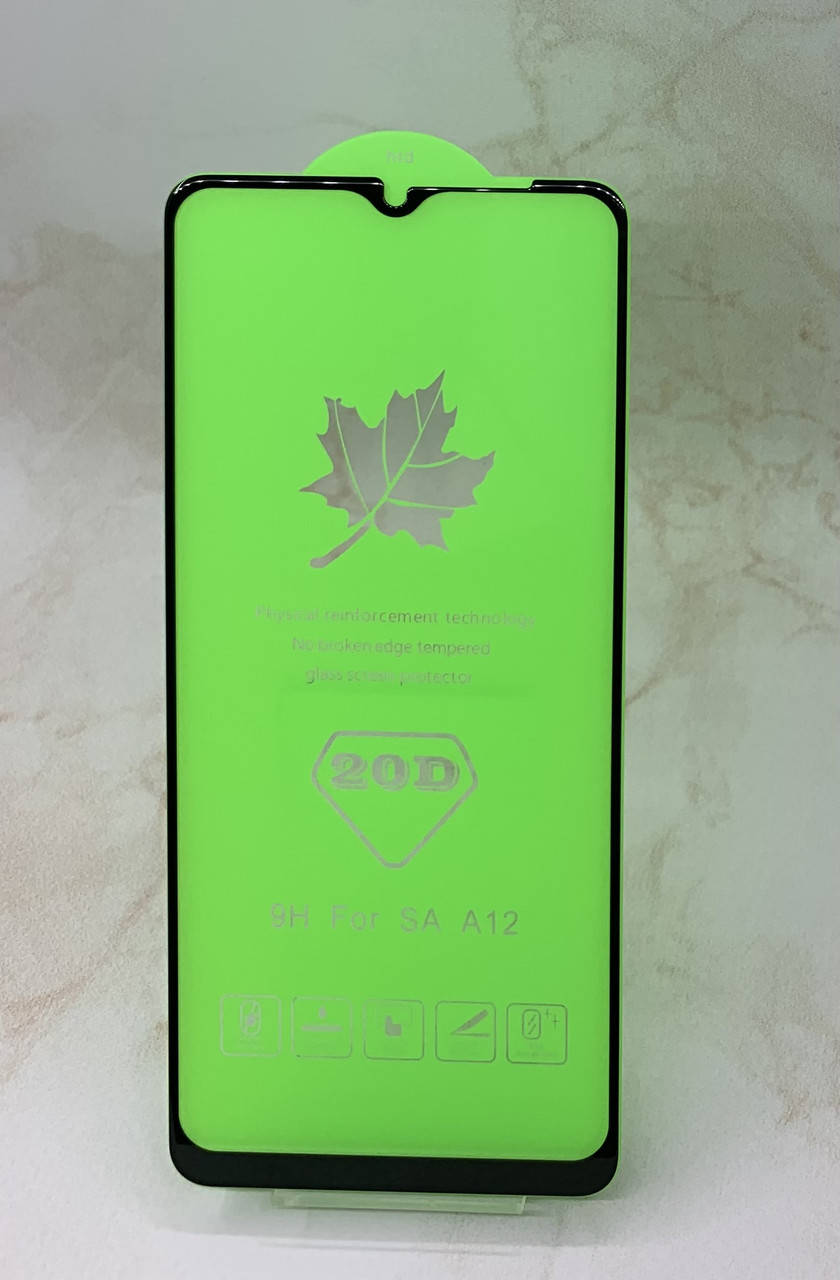 Physical reinforcement technology
No broken edge tempered
glass screen protector
20D
9H For SA A12